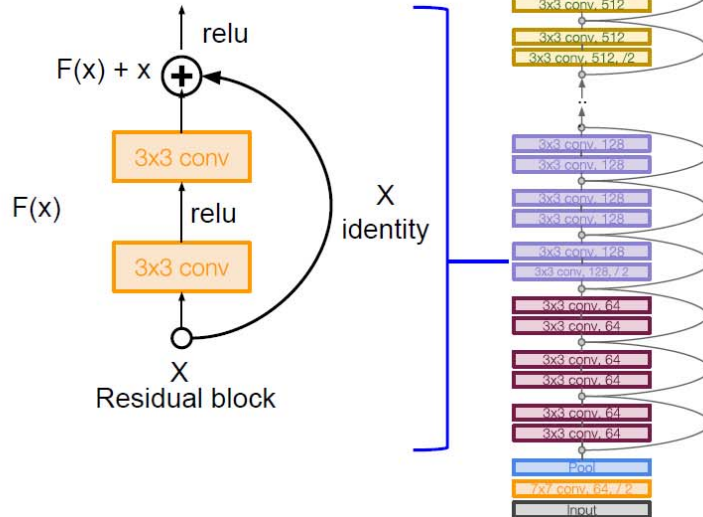 relu
F(x) + x
3x3 conv
F(x)
relu
X
identity
3x3 conv
X
Residual block
3x3 conv, 512
3x3 conv, 512
3x3 conv, 512, /2
..
3x3 conv, 128
3x3 conv, 128
3x3 conv, 128
3x3 conv, 128
3x3 conv, 128
3x3 conv, 128, / 2
3x3 conv, 64
3x3 conv, 64
3x3 conv, 64
3x3 conv, 64
3x3 conv, 64
3x3 conv, 64
Pool
7x7 conv, 64, / 2
Input